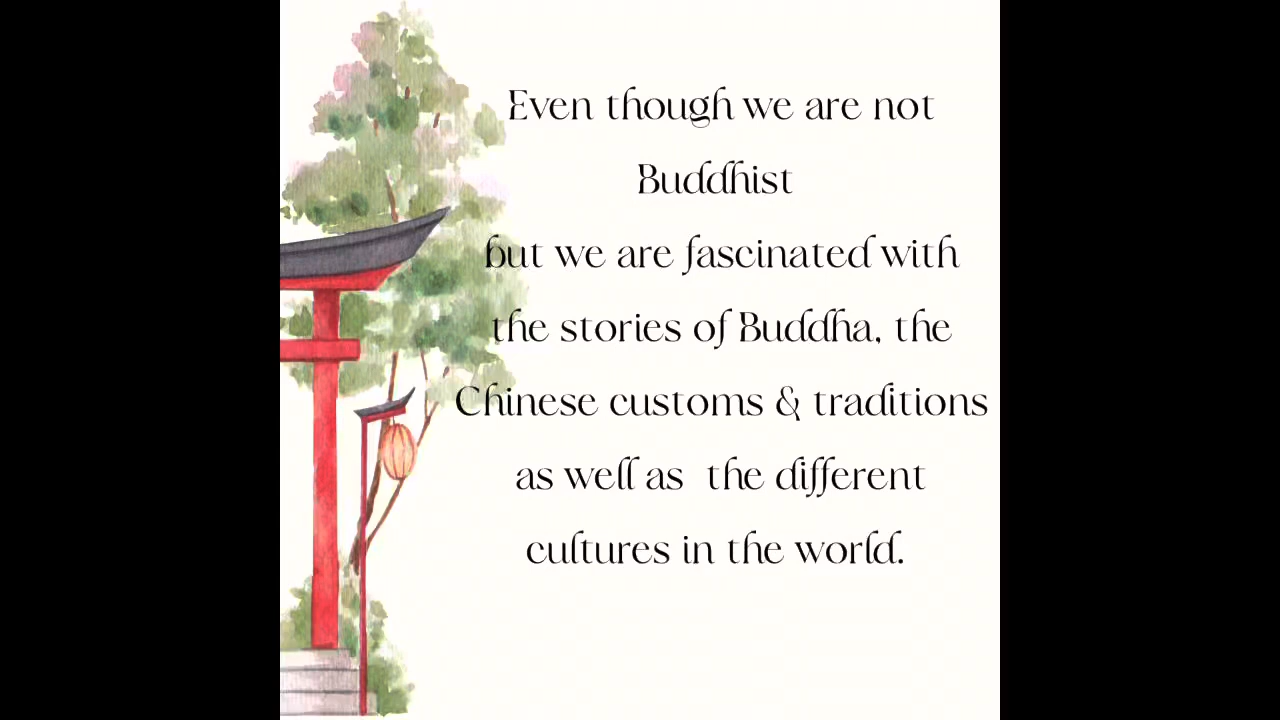 Even though we are not
Buddhist
but we are fascinated with
the stories of Buddha, the
Chinese customs & traditions
as well as  the different
cultures in the world.